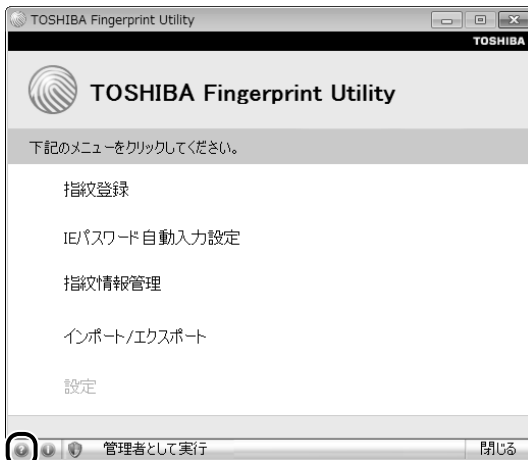 TOSHIBA Fingerprint Utility
TOSHIBA
TOSHIBA Fingerprint Utility
下記のメニューをクリックしてください。
指紋登録
IEパスワード自動入力設定
指紋情報管理
インポート/エクスポート
設定
管理者として実行 閉じる